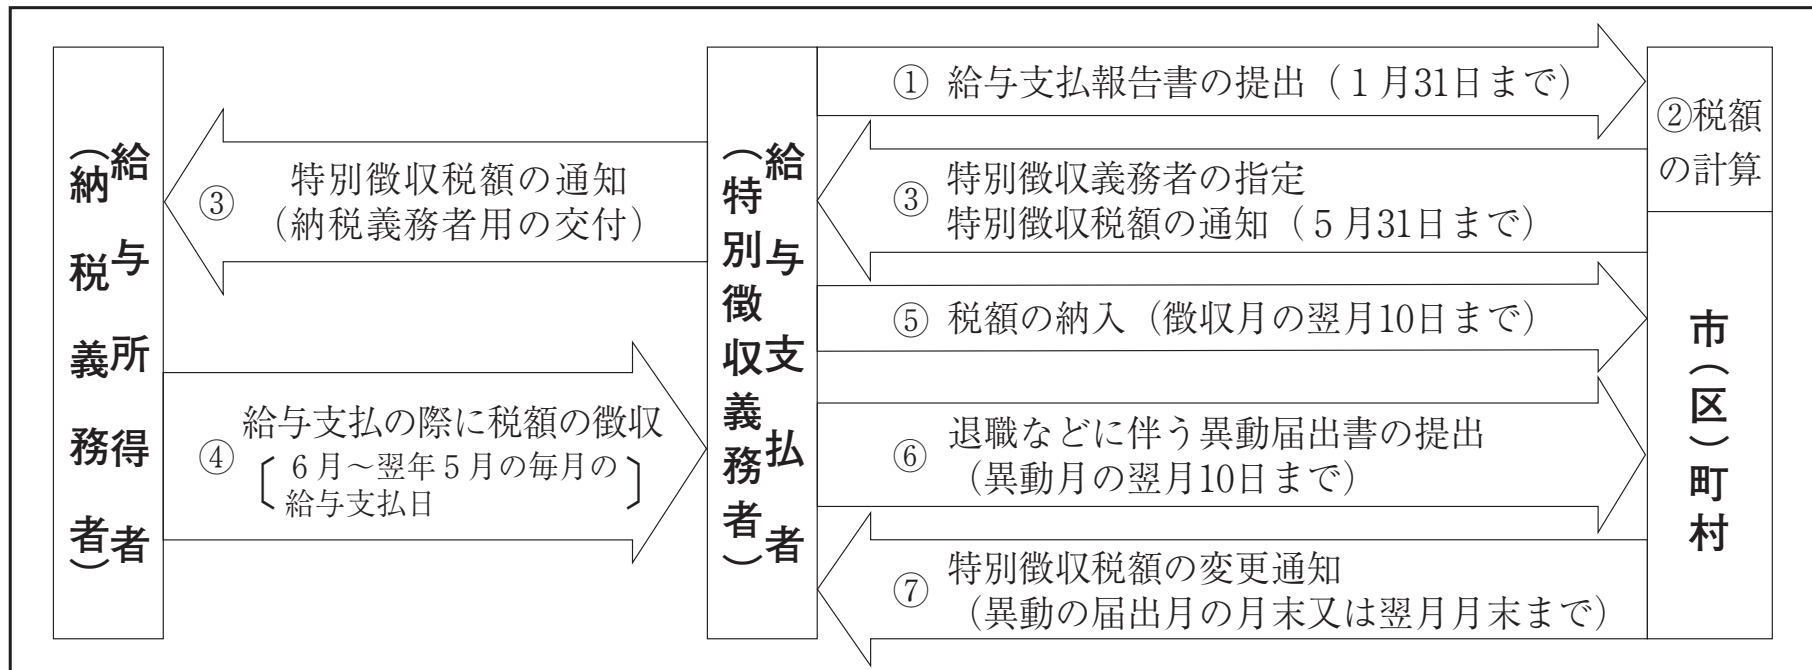 給与所得者
（納税義務者）
③ 特別徴収税額の通知
（納税義務者用の交付）
④ 給与支払の際に税額の徴収
〔６月～翌年５月の毎月の
給与支払日〕
給与支払者
（特別徴収義務者）
① 給与支払報告書の提出（１月31日まで）
③ 特別徴収義務者の指定
特別徴収税額の通知（５月31日まで）
⑤ 税額の納入（徴収月の翌月10日まで）
⑥ 退職などに伴う異動届出書の提出
（異動月の翌月10日まで）
⑦ 特別徴収税額の変更通知
（異動の届出月の月末又は翌月月末まで）
②税額
の計算
市（区）町村